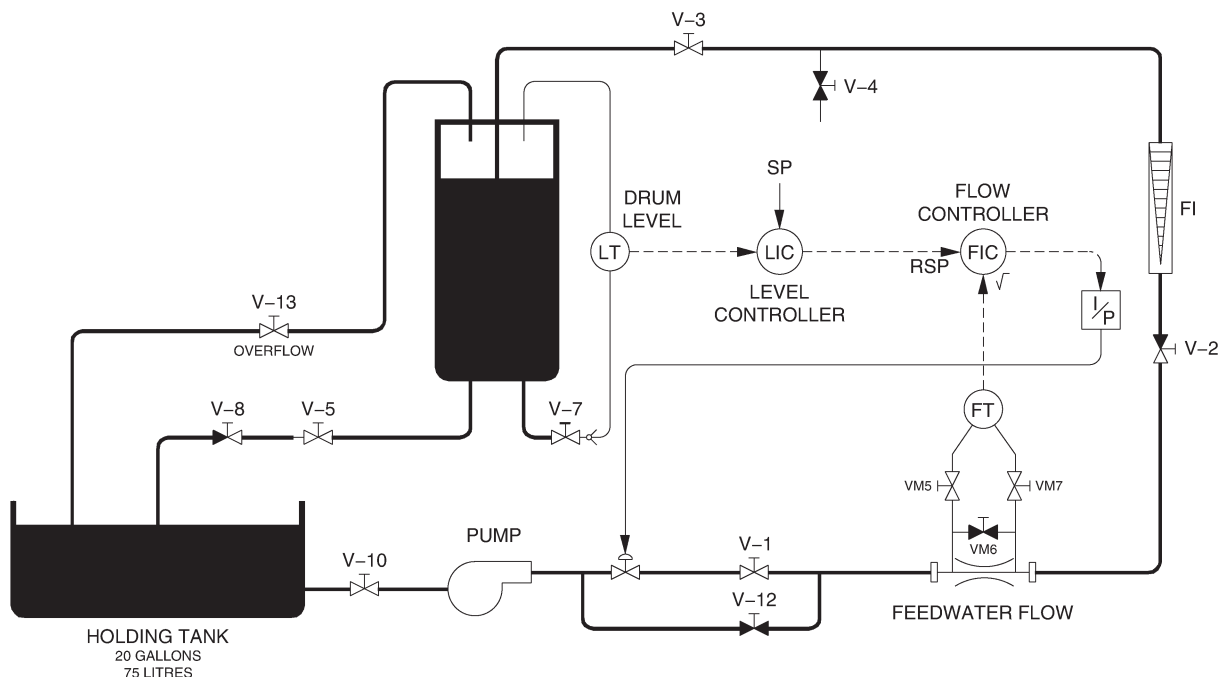 V-3
V-4
SP
DRUM
LEVEL
FLOW
CONTROLLER
FI
LT
LIC
RSP
FIC
√
LEVEL
CONTROLLER
I/P
V-13
OVERFLOW
V-2
V-8
V-5
V-7
FT
VM5
VM7
VM6
PUMP
V-1
V-10
V-12
FEEDWATER FLOW
HOLDING TANK
20 GALLONS
75 LITRES